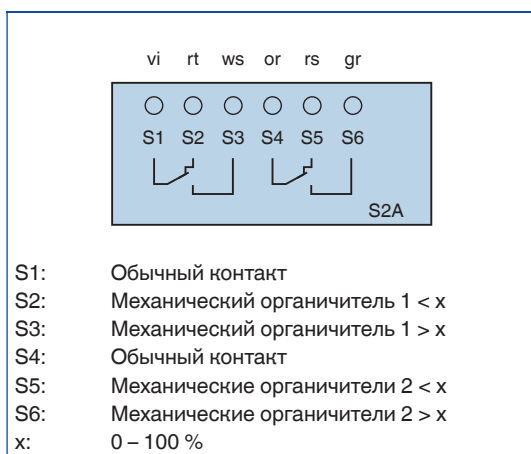 vi rt ws or rs gr
S1 S2 S3 S4 S5 S6
S2A
S1: Обычный контакт
S2: Механический органичитель 1 < x
S3: Механический органичитель 1 > x
S4: Обычный контакт
S5: Механические органичители 2 < x
S6: Механические органичители 2 > x
x: 0 – 100 %